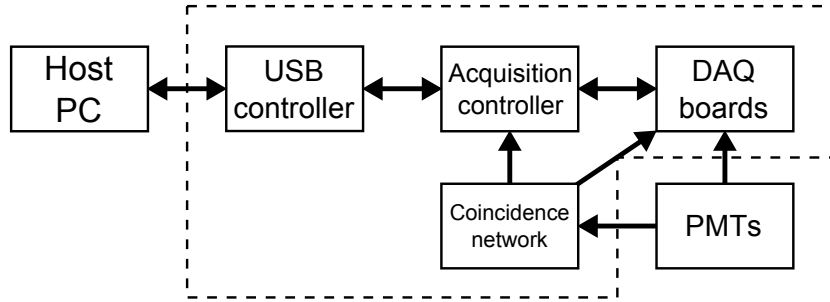 Host
PC
USB
controller
Acquisition
controller
DAQ
boards
Coincidence
network
PMTs